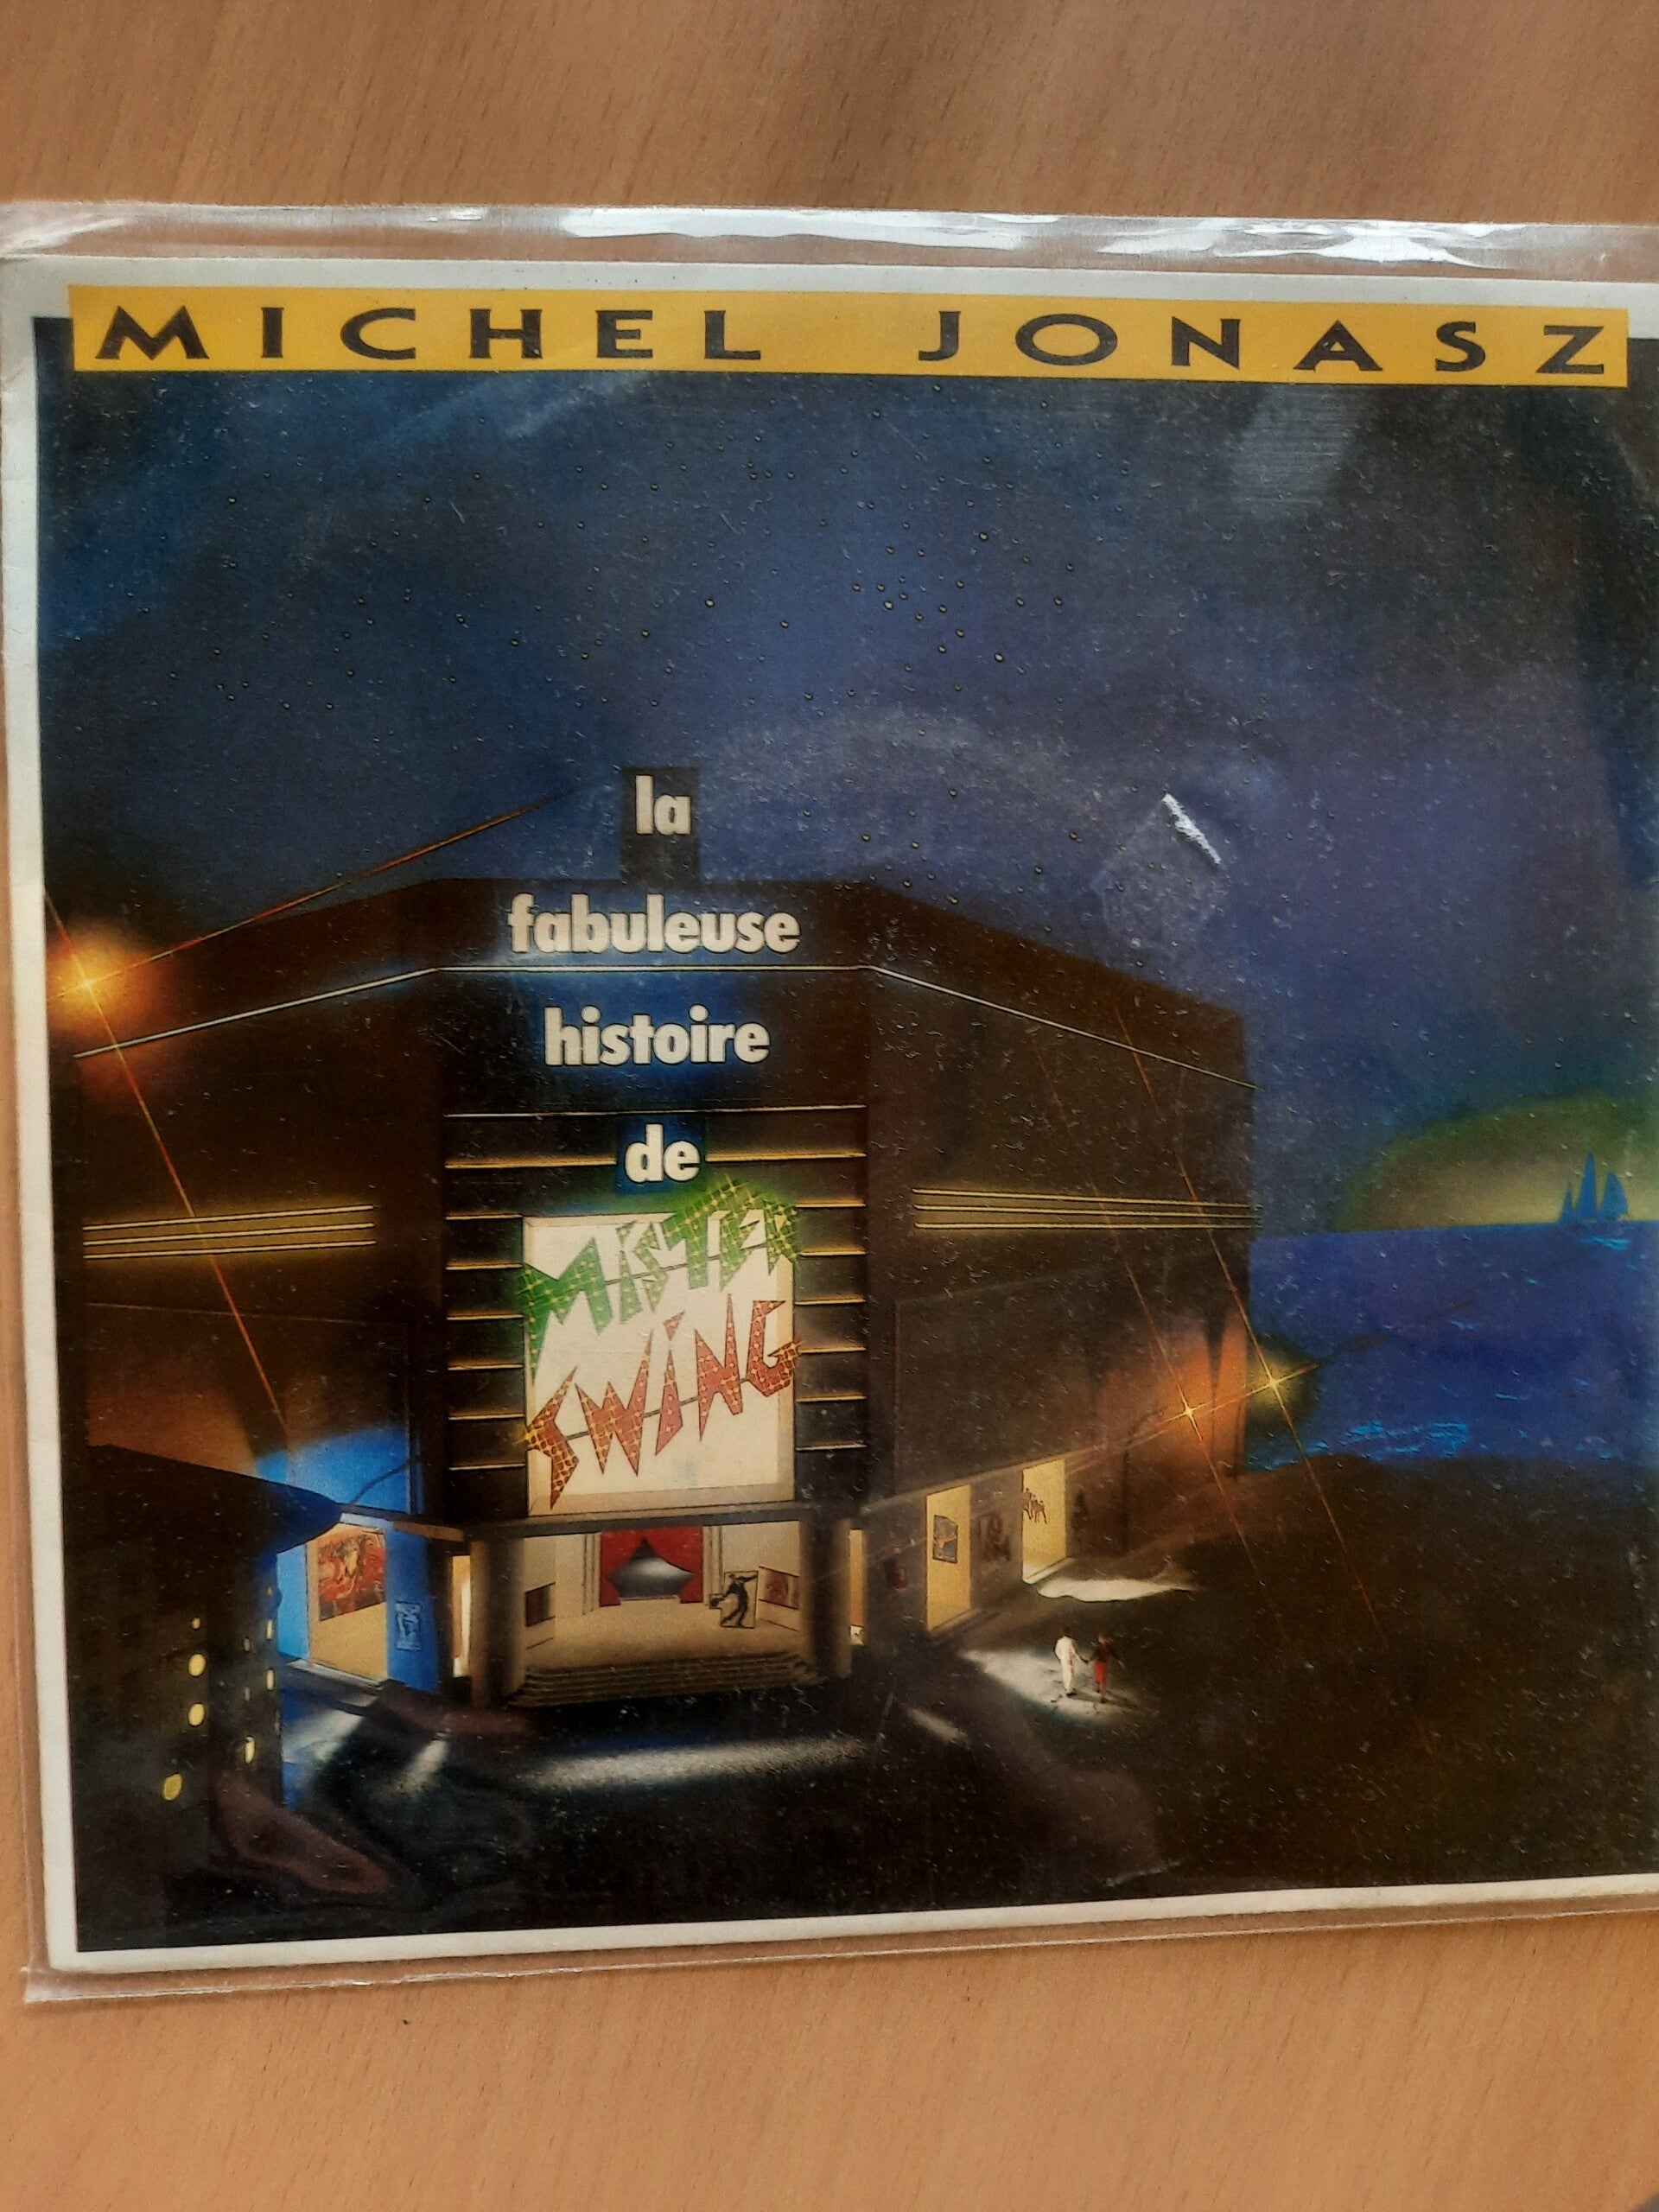 MICHEL JONASZ
la
fabuleuse
histoire
de
MiSTER
SWiNG